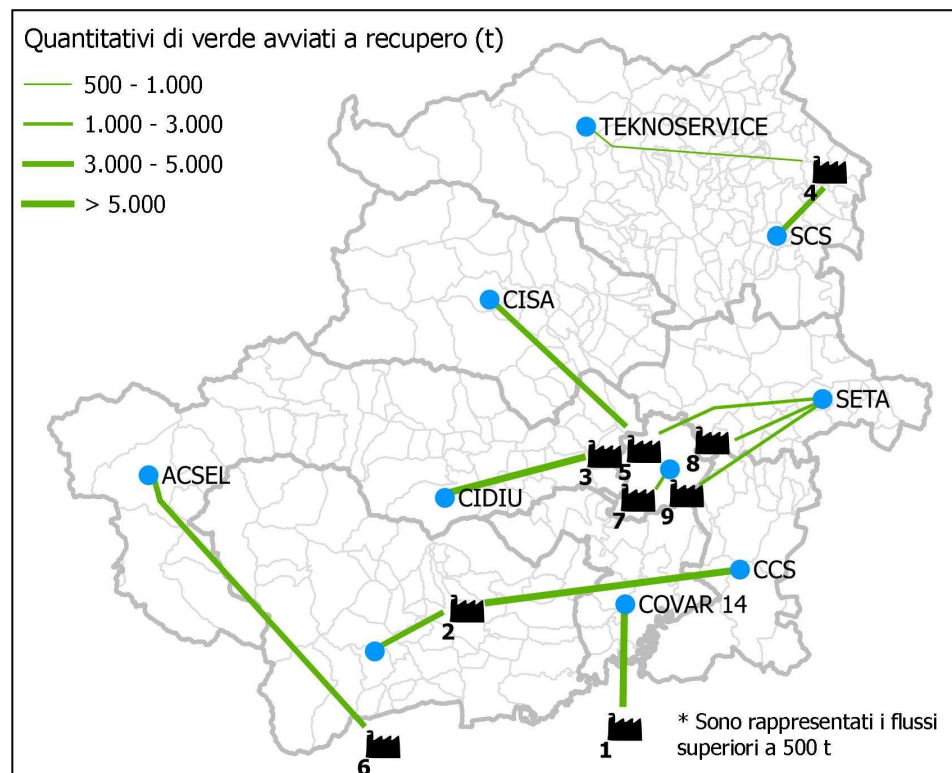 Quantitativi di verde avviati a recupero (t)
500 - 1.000
1.000 - 3.000
3.000 - 5.000
> 5.000
TEKNOSERVICE
4
SCS
CISA
SETA
8
5
3
ACSEL
CIDIU
7
9
CCS
COVAR 14
2
* Sono rappresentati i flussi
superiori a 500 t
1
6